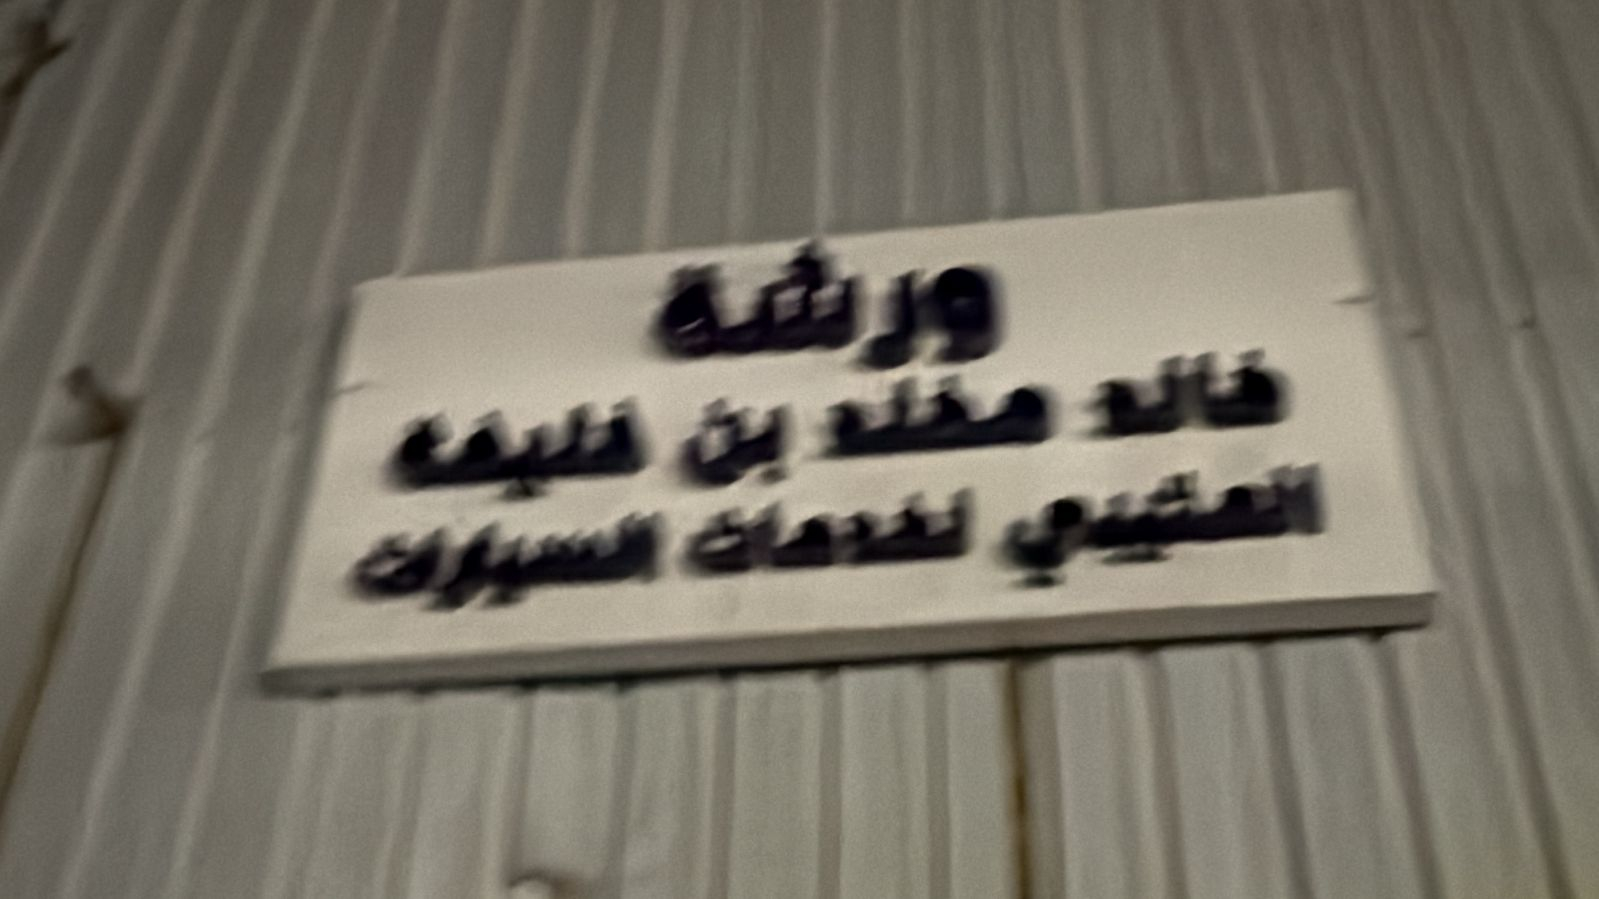 ورشة
خالد مخلد بن خليفة
العتيبي لخدمات السيارات